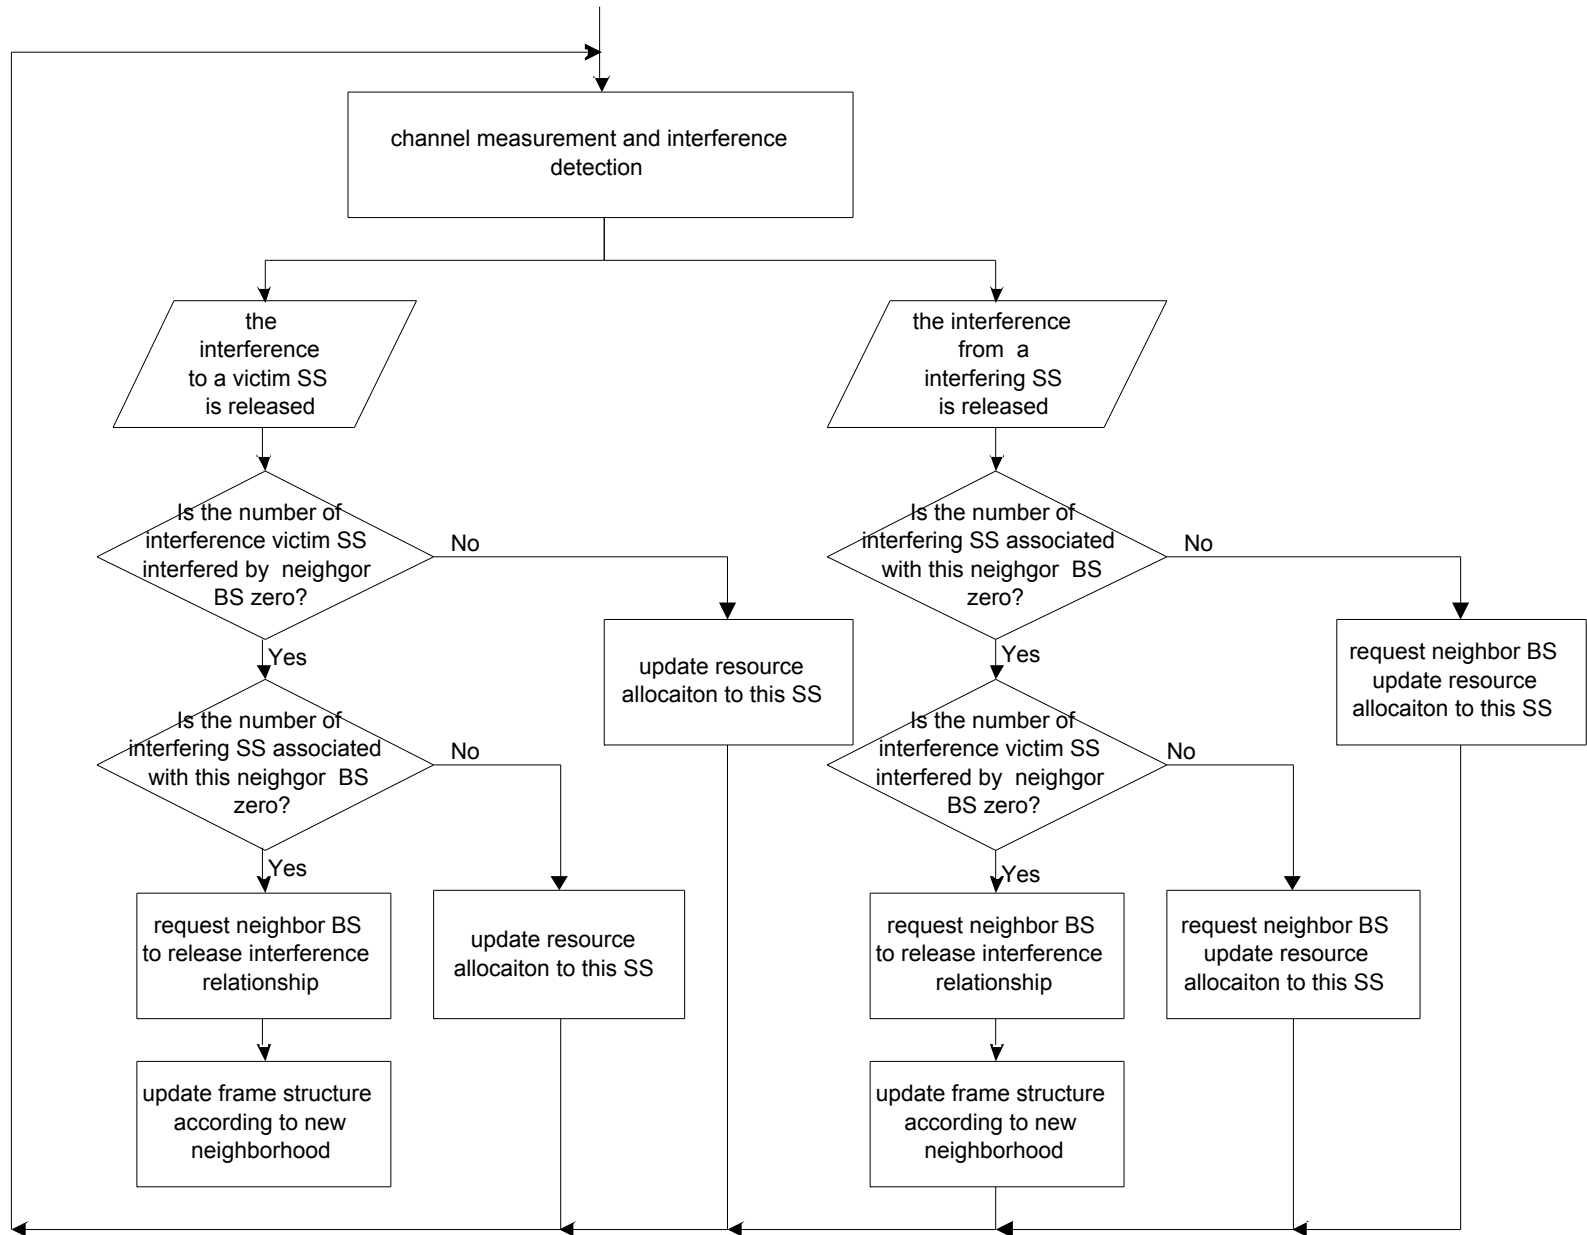 channel measurement and interference
detection
the
interference
to a victim SS
is released
the interference
from a
interfering SS
is released
Is the number of
interference victim SS
interfered by neighgor
BS zero?
No
Is the number of
interfering SS associated
with this neighgor BS
zero?
No
Yes
update resource
allocaiton to this SS
Yes
request neighbor BS
update resource
allocaiton to this SS
Is the number of
interfering SS associated
with this neighgor BS
zero?
No
Is the number of
interference victim SS
interfered by neighgor
BS zero?
No
Yes
Yes
request neighbor BS
to release interference
relationship
update resource
allocaiton to this SS
request neighbor BS
to release interference
relationship
request neighbor BS
update resource
allocaiton to this SS
update frame structure
according to new
neighborhood
update frame structure
according to new
neighborhood